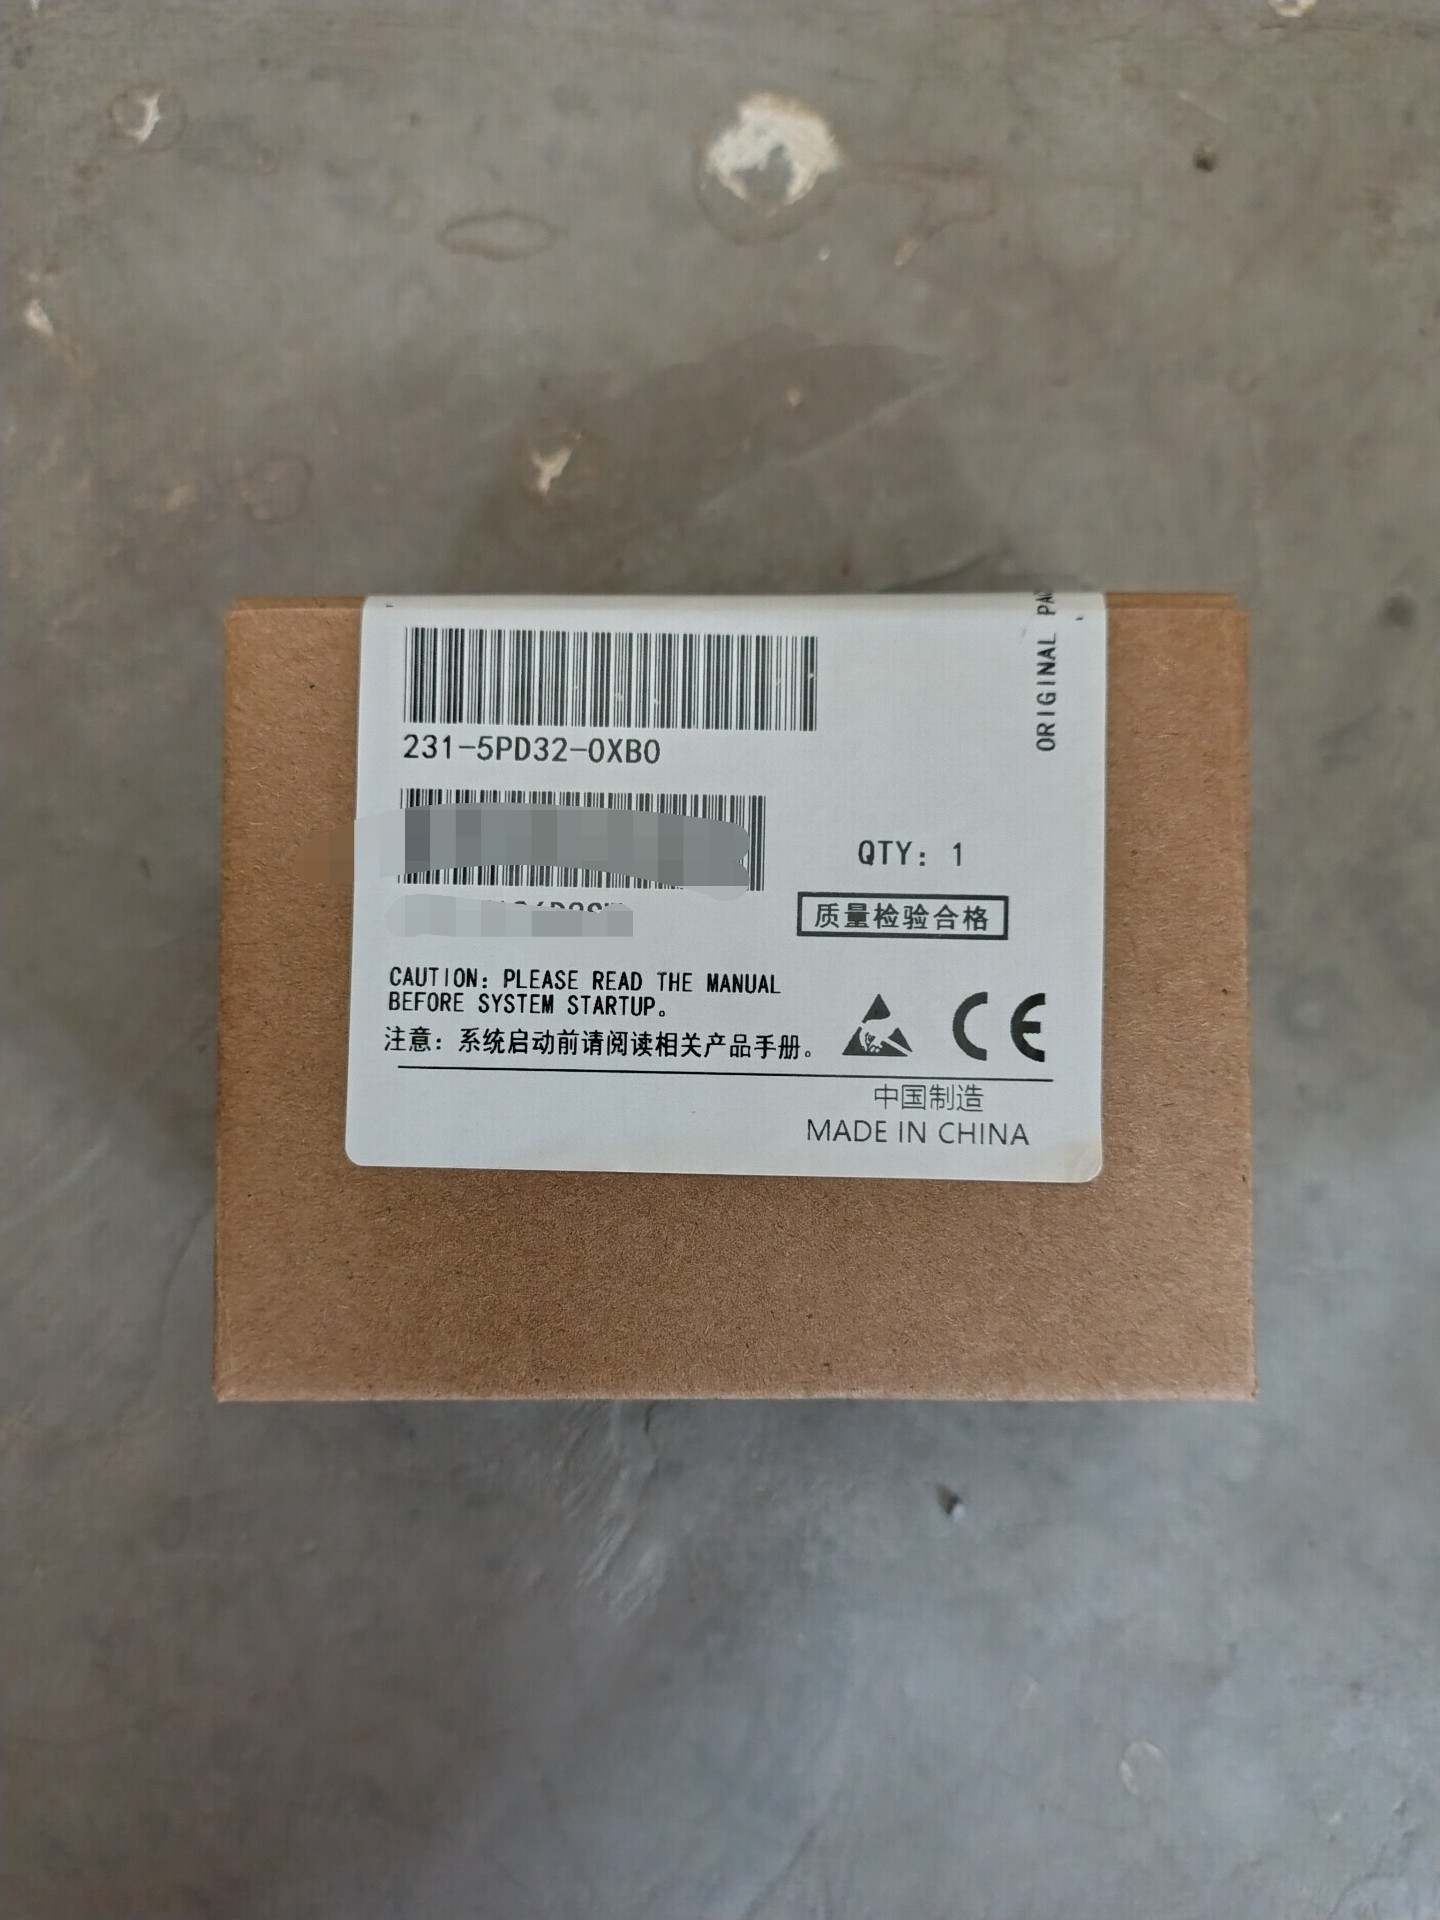 ORIGINAL
231-5PD32-0XB0
QTY: 1
质量检验合格
CAUTION: PLEASE READ THE MANUAL
BEFORE SYSTEM STARTUP。
注意：系统启动前请阅读相关产品手册。
CE
中国制造
MADE IN CHINA